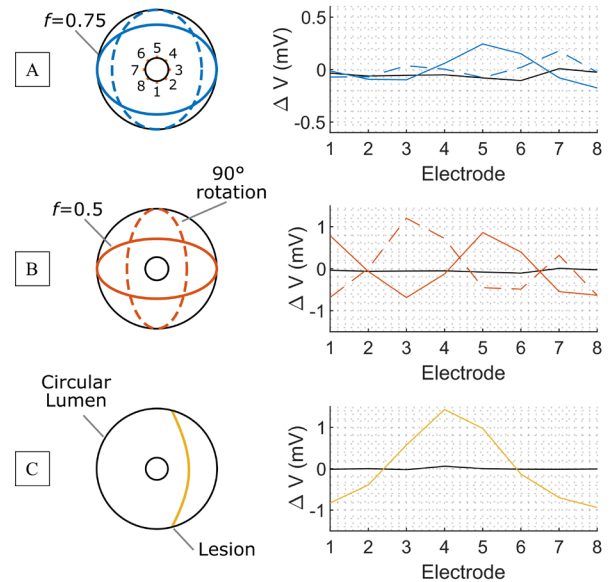 A
f=0.75
5
6 4
7 3
8 2
1
Δ V (mV)
0.5
0
-0.5
1 2 3 4 5 6 7 8
Electrode
B
90°
rotation
f=0.5
Δ V (mV)
1
0
-1
1 2 3 4 5 6 7 8
Electrode
C
Circular
Lumen
Lesion
Δ V (mV)
1
0
-1
1 2 3 4 5 6 7 8
Electrode